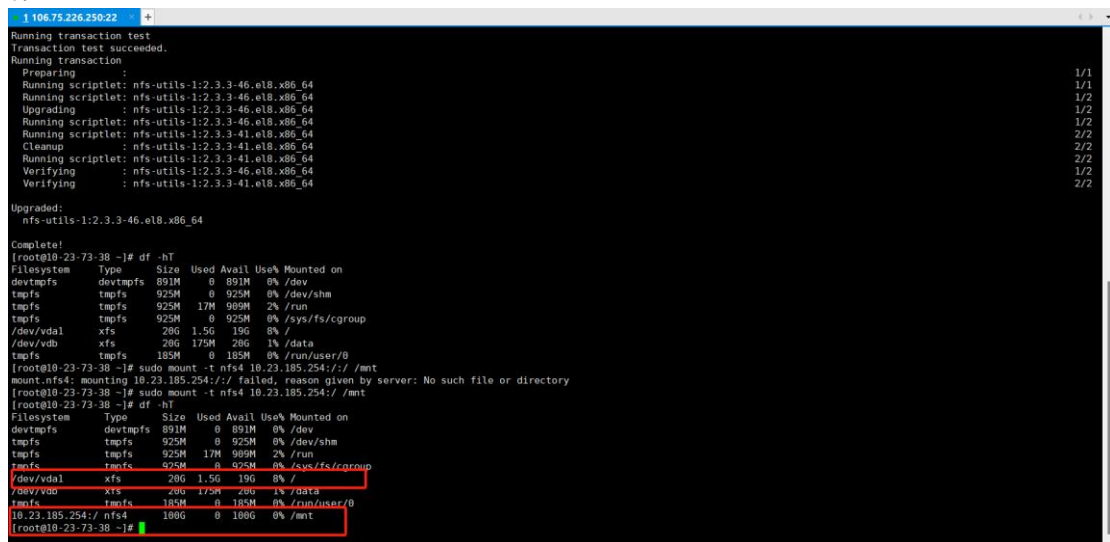 1 106.75.226.250:22 × +
Running transaction test
Transaction test succeeded.
Running transaction
Preparing : 1/1
Running scriptlet: nfs-utils-1:2.3.3-46.el8.x86_64 1/1
Running scriptlet: nfs-utils-1:2.3.3-46.el8.x86_64 1/2
Upgrading : nfs-utils-1:2.3.3-46.el8.x86_64 1/2
Running scriptlet: nfs-utils-1:2.3.3-46.el8.x86_64 1/2
Running scriptlet: nfs-utils-1:2.3.3-41.el8.x86_64 2/2
Cleanup : nfs-utils-1:2.3.3-41.el8.x86_64 2/2
Running scriptlet: nfs-utils-1:2.3.3-41.el8.x86_64 2/2
Verifying : nfs-utils-1:2.3.3-46.el8.x86_64 1/2
Verifying : nfs-utils-1:2.3.3-41.el8.x86_64 2/2
Upgraded:
nfs-utils-1:2.3.3-46.el8.x86_64
Complete!
[root@10-23-73-38 ~]# df -hT
Filesystem Type Size Used Avail Use% Mounted on
devtmpfs devtmpfs 891M 0 891M 0% /dev
tmpfs tmpfs 925M 0 925M 0% /dev/shm
tmpfs tmpfs 925M 17M 909M 2% /run
tmpfs tmpfs 925M 0 925M 0% /sys/fs/cgroup
/dev/vda1 xfs 20G 1.5G 19G 8% /
/dev/vdb xfs 20G 175M 20G 1% /data
tmpfs tmpfs 185M 0 185M 0% /run/user/0
[root@10-23-73-38 ~]# sudo mount -t nfs4 10.23.185.254:/:/ /mnt
mount.nfs4: mounting 10.23.185.254:/:/ failed, reason given by server: No such file or directory
[root@10-23-73-38 ~]# sudo mount -t nfs4 10.23.185.254:/ /mnt
[root@10-23-73-38 ~]# df -hT
Filesystem Type Size Used Avail Use% Mounted on
devtmpfs devtmpfs 891M 0 891M 0% /dev
tmpfs tmpfs 925M 0 925M 0% /dev/shm
tmpfs tmpfs 925M 17M 909M 2% /run
tmpfs tmpfs 925M 0 925M 0% /sys/fs/cgroup
/dev/vda1 xfs 20G 1.5G 19G 8% /
/dev/vdb xfs 20G 175M 20G 1% /data
tmpfs tmpfs 185M 0 185M 0% /run/user/0
10.23.185.254:/ nfs4 100G 0 100G 0% /mnt
[root@10-23-73-38 ~]#